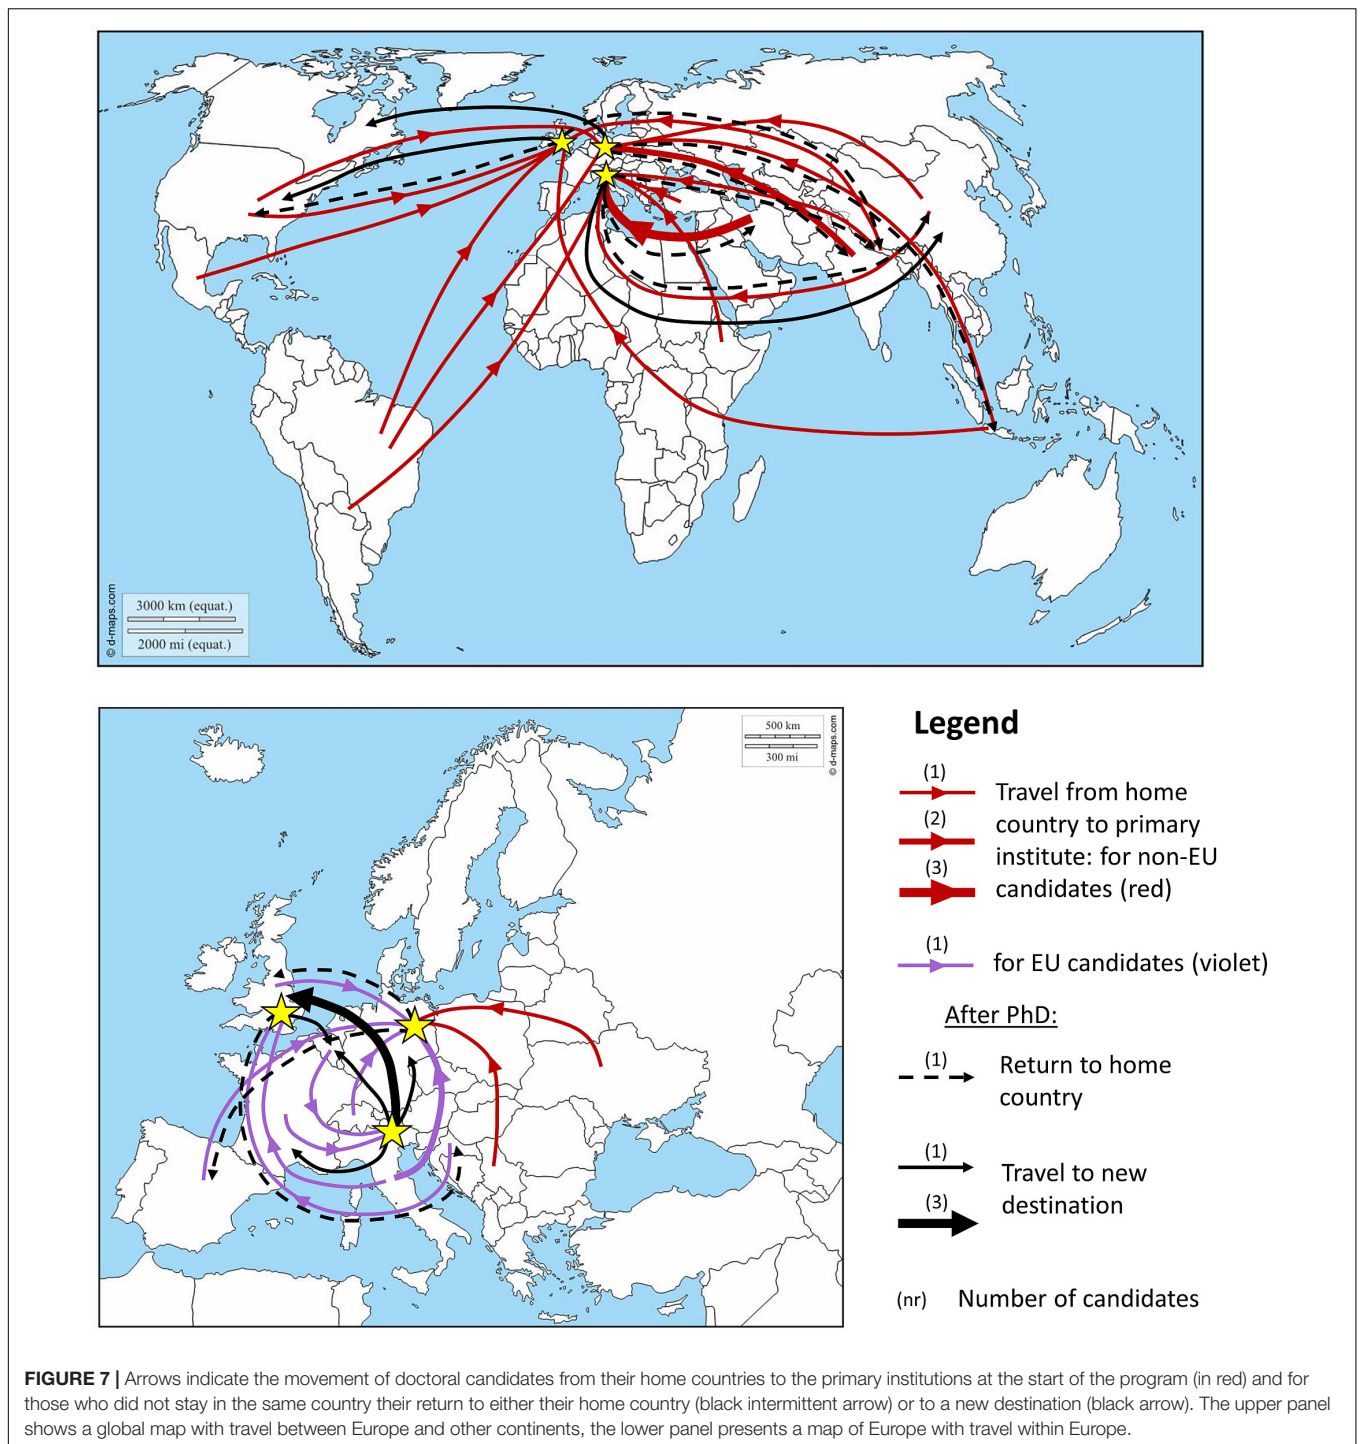 © d-maps.com
3000 km (equat.)
2000 mi (equat.)
500 km
300 mi
© d-maps.com
Legend
(1)
Travel from home
(2)
country to primary
institute: for non-EU
(3)
candidates (red)
(1)
for EU candidates (violet)
After PhD:
(1)
Return to home
country
(1)
Travel to new
(3)
destination
(nr) Number of candidates
FIGURE 7 | Arrows indicate the movement of doctoral candidates from their home countries to the primary institutions at the start of the program (in red) and for
those who did not stay in the same country their return to either their home country (black intermittent arrow) or to a new destination (black arrow). The upper panel
shows a global map with travel between Europe and other continents, the lower panel presents a map of Europe with travel within Europe.